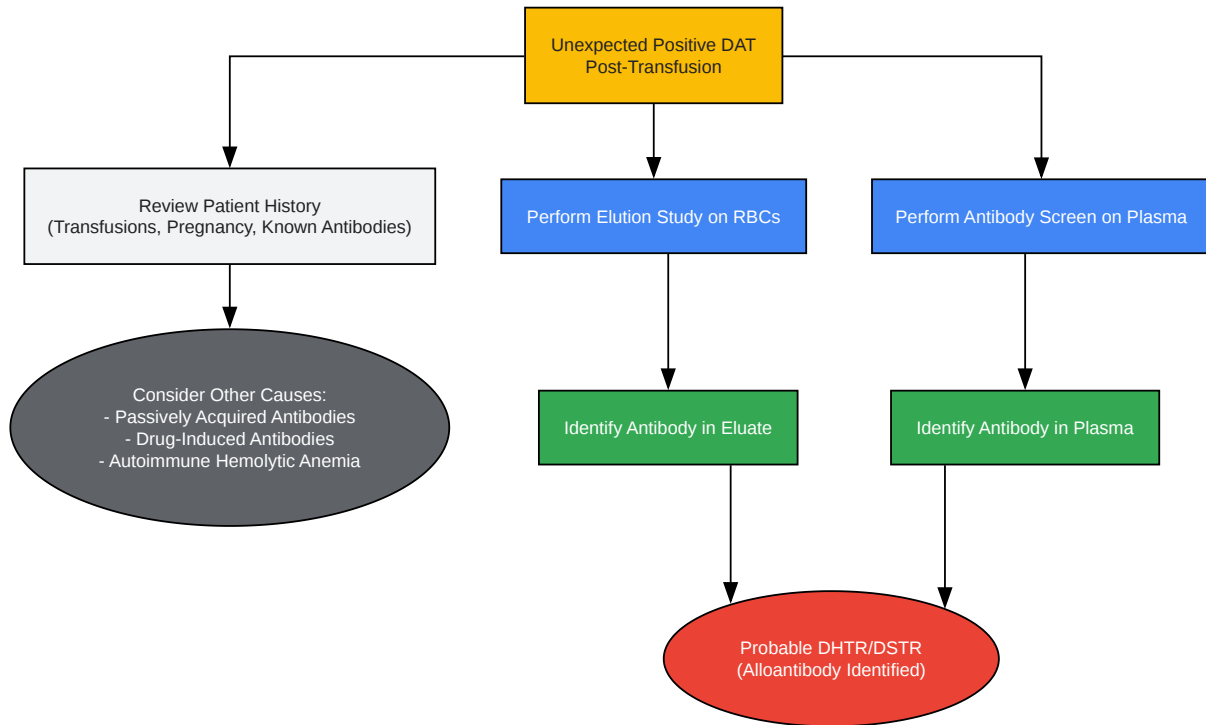 Unexpected Positive DAT
Post-Transfusion
Review Patient History
(Transfusions, Pregnancy, Known Antibodies)
Perform Elution Study on RBCs
Perform Antibody Screen on Plasma
Consider Other Causes:
- Passively Acquired Antibodies
- Drug-Induced Antibodies
- Autoimmune Hemolytic Anemia
Identify Antibody in Eluate
Identify Antibody in Plasma
Probable DHTR/DSTR
(Alloantibody Identified)